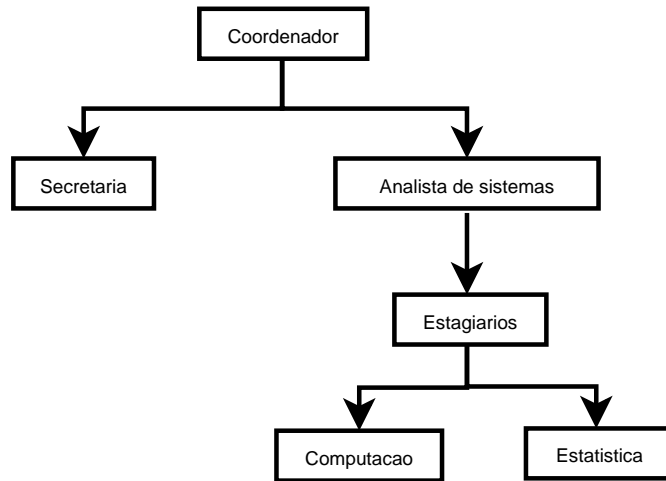 Coordenador
Secretaria
Analista de sistemas
Estagiarios
Computacao
Estatistica